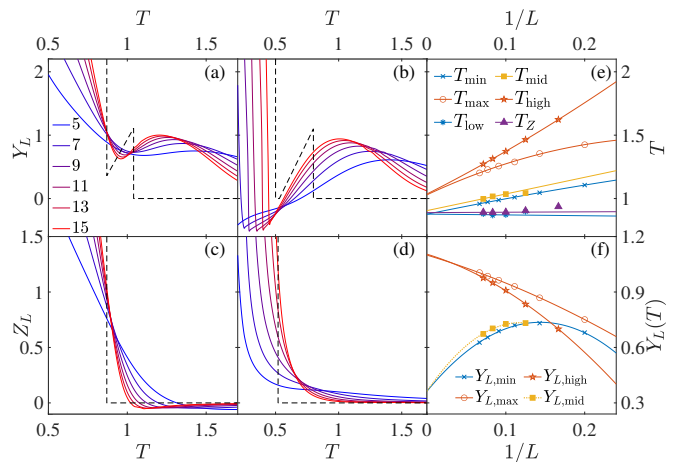 T T 1/L
0.5 1 1.5 0.5 1 1.5 0 0.1 0.2
2 (a) (b) (e) 2
T_min T_mid
T_max T_high
T_low T_Z
Y_L 1 1.5 T
5
7
9
11
13
15
0 1
1.5 (c) (d) (f) 1.2
Z_L 1 0.9 Y_L(T)
0.5 0.6
Y_L,min Y_L,high
Y_L,max Y_L,mid
0 0.3
0.5 1 1.5 0.5 1 1.5 0 0.1 0.2
T T 1/L